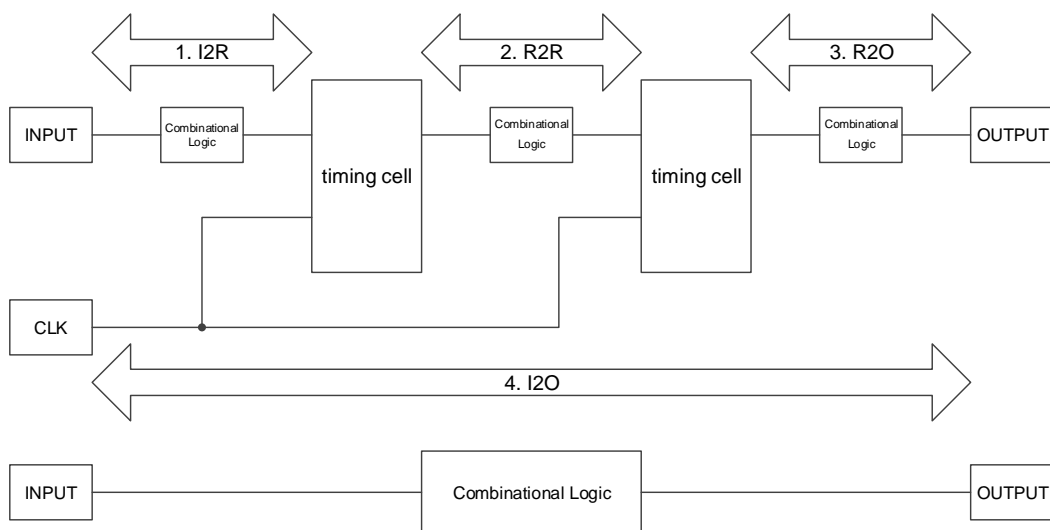 1. I2R
2. R2R
3. R2O
INPUT
Combinational
Logic
timing cell
Combinational
Logic
timing cell
Combinational
Logic
OUTPUT
CLK
4. I2O
INPUT
Combinational Logic
OUTPUT